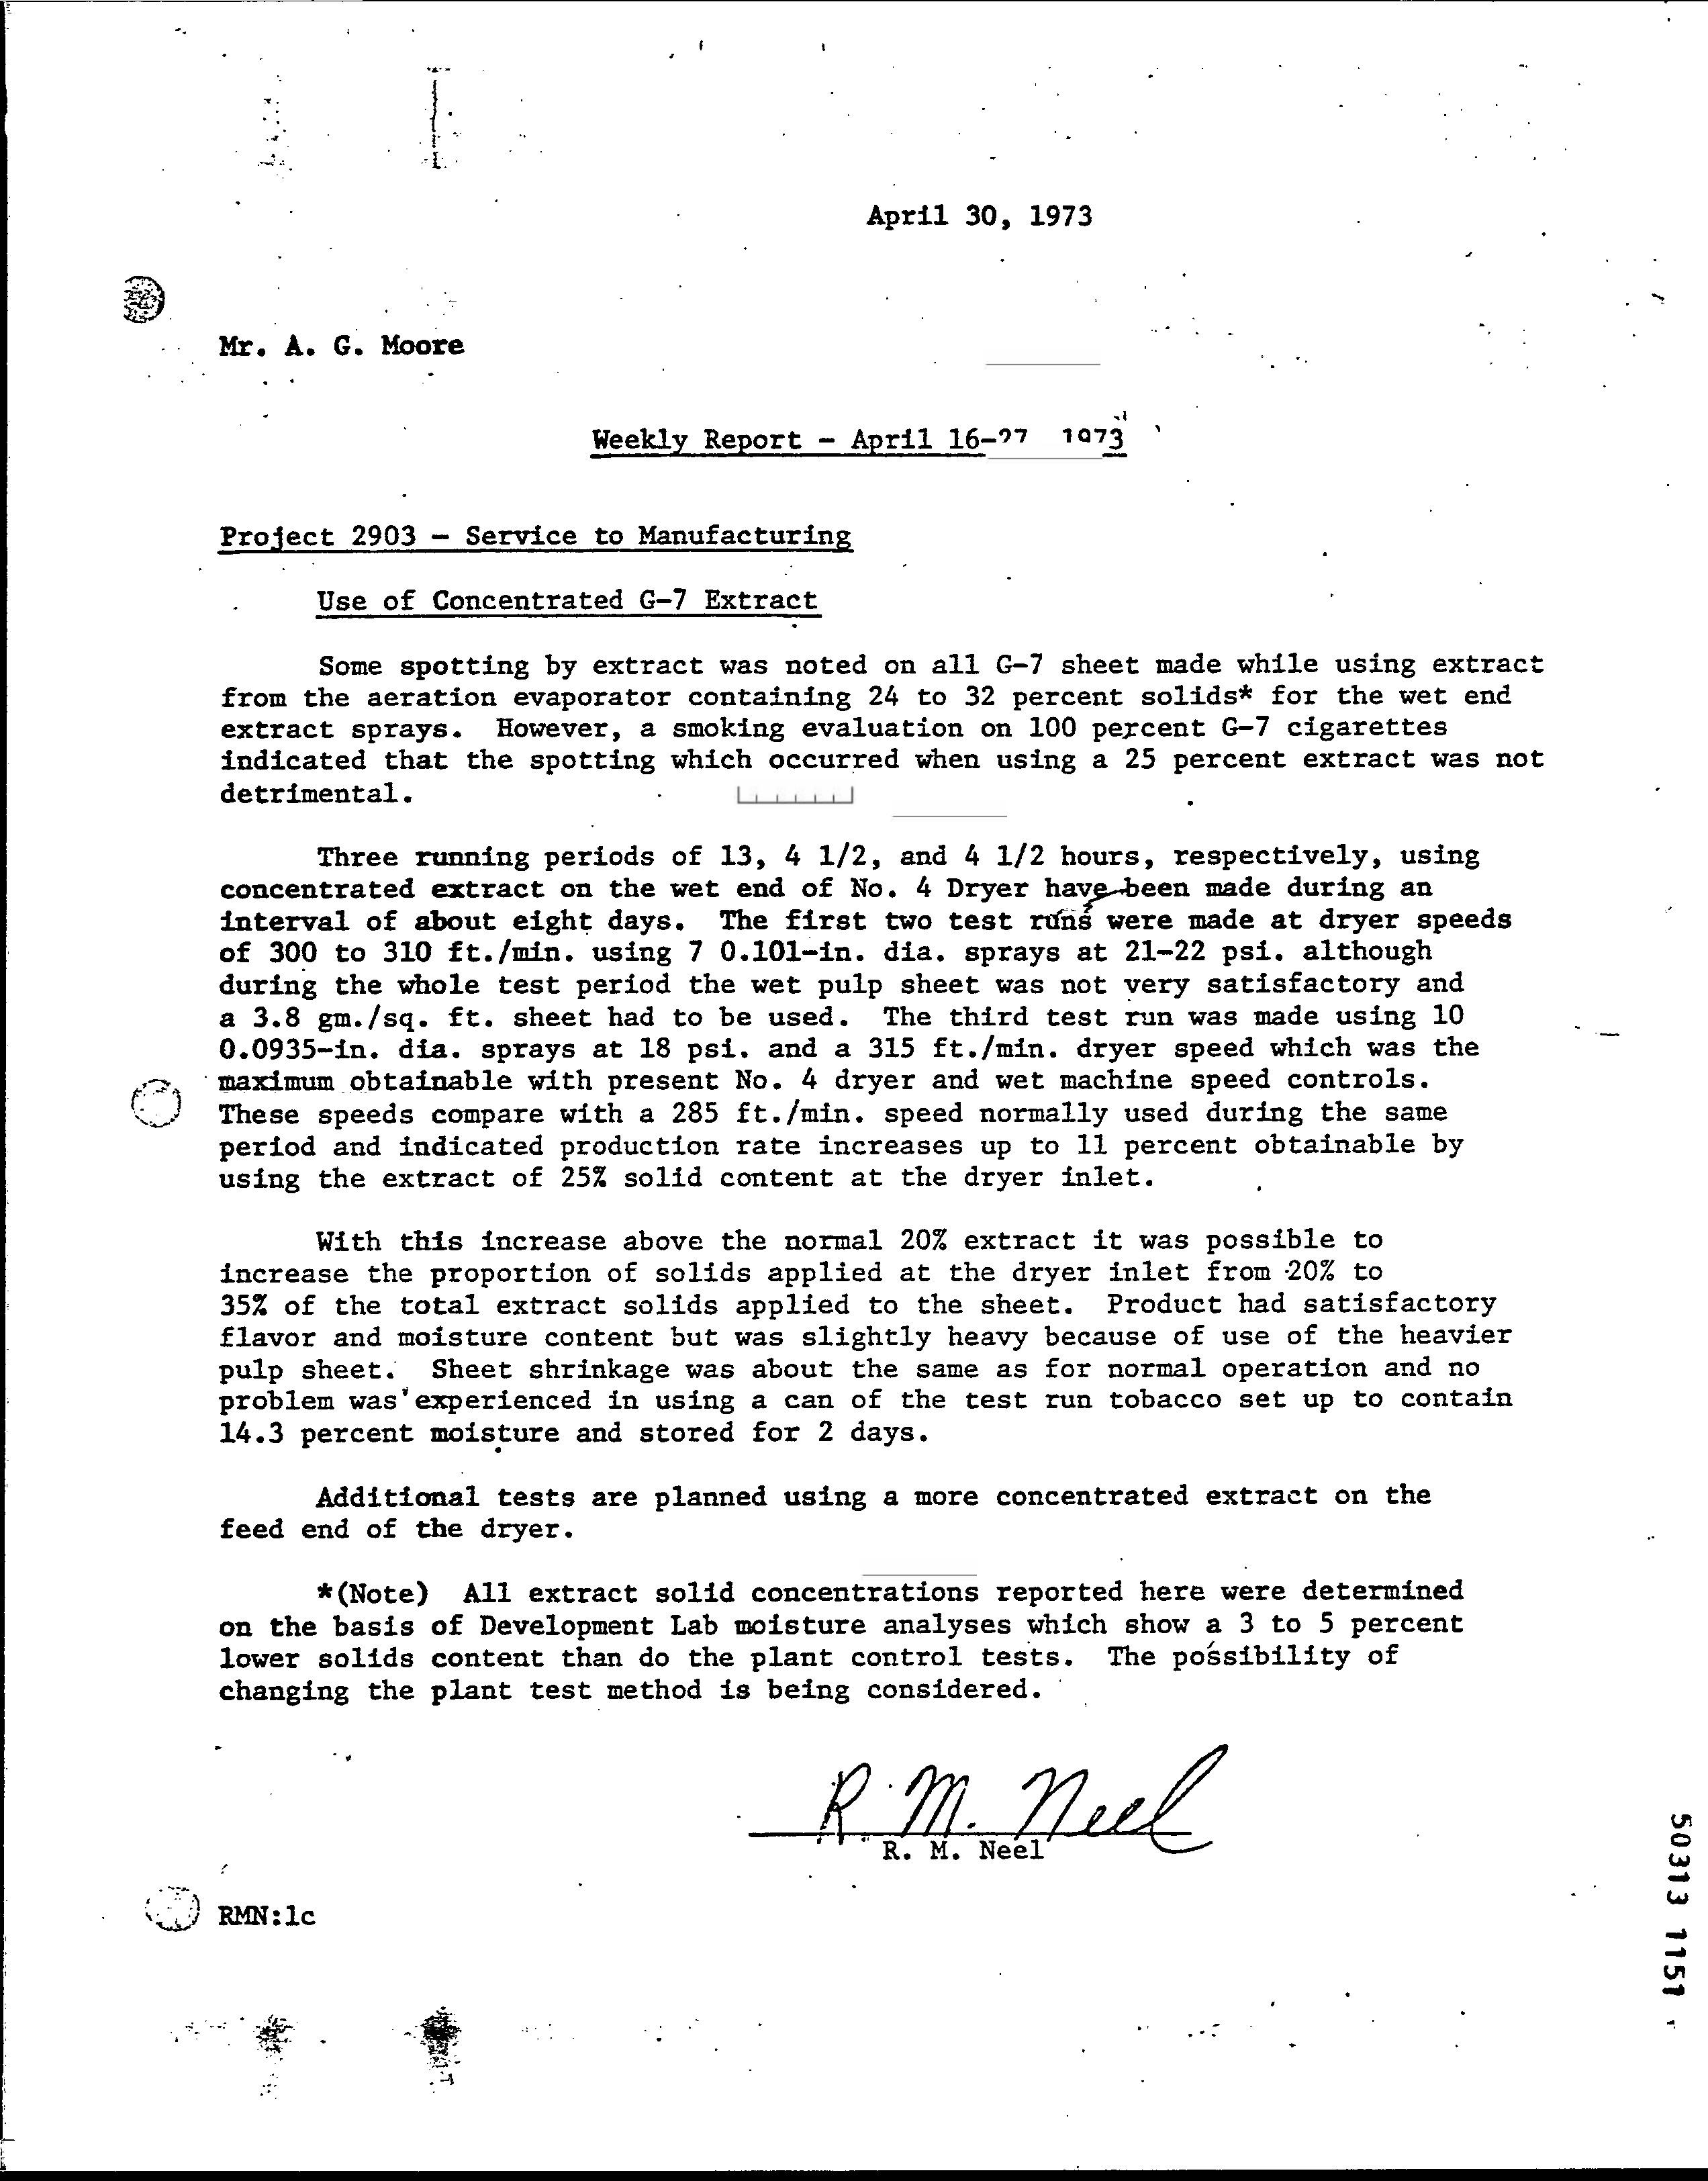 April 30, 1973
Mr. A. G. Moore
Weekly Report - April 16-27 1973
Project 2903 - Service to Manufacturing
Use of Concentrated G-7 Extract
Some spotting by extract was noted on all G-7 sheet made while using extract
from the aeration evaporator containing 24 to 32 percent solids* for the wet end
extract sprays. However, a smoking evaluation on 100 percent G-7 cigarettes
indicated that the spotting which occurred when using a 25 percent extract was not
detrimental.
Three running periods of 13, 4 1/2, and 4 1/2 hours, respectively, using
concentrated extract on the wet end of No. 4 Dryer have been made during an
interval of about eight days. The first two test runs were made at dryer speeds
of 300 to 310 ft./min. using 7 0.101-in. dia. sprays at 21-22 psi. although
during the whole test period the wet pulp sheet was not very satisfactory and
a 3.8 gm./sq. ft. sheet had to be used. The third test run was made using 10
0.0935-in. dia. sprays at 18 psi. and a 315 ft./min. dryer speed which was the
maximum obtainable with present No. 4 dryer and wet machine speed controls.
These speeds compare with a 285 ft./min. speed normally used during the same
period and indicated production rate increases up to 11 percent obtainable by
using the extract of 25% solid content at the dryer inlet.
With this increase above the normal 20% extract it was possible to
increase the proportion of solids applied at the dryer inlet from 20% to
35% of the total extract solids applied to the sheet. Product had satisfactory
flavor and moisture content but was slightly heavy because of use of the heavier
pulp sheet. Sheet shrinkage was about the same as for normal operation and no
problem was experienced in using a can of the test run tobacco set up to contain
14.3 percent moisture and stored for 2 days.
Additional tests are planned using a more concentrated extract on the
feed end of the dryer.
*(Note) All extract solid concentrations reported here were determined
on the basis of Development Lab moisture analyses which show a 3 to 5 percent
lower solids content than do the plant control tests. The possibility of
changing the plant test method is being considered.
R. M. Neel
R. M. Neel
RMN:lc
50313 1151